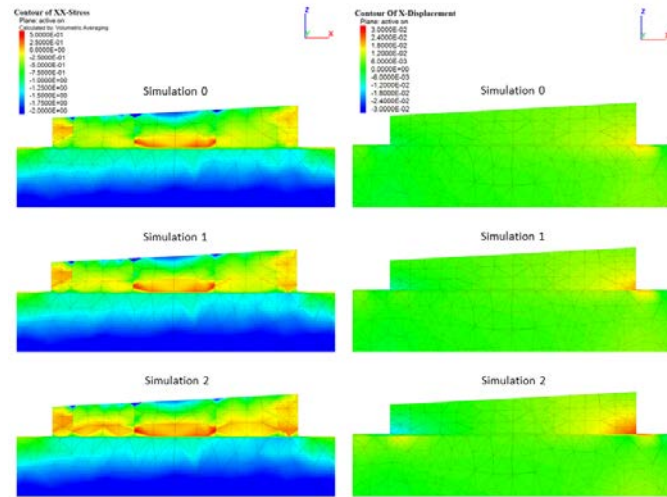 Contour of XX-Stress
Plane: active on
Calculated by: Volumetric Averaging
5.0000E-01
2.5000E-01
0.0000E+00
-2.5000E-01
-5.0000E-01
-7.5000E-01
-1.0000E+00
-1.2500E+00
-1.5000E+00
-1.7500E+00
-2.0000E+00
Z
Y
X
Simulation 0
Simulation 1
Simulation 2
Contour Of X-Displacement
Plane: active on
3.0000E-02
2.4000E-02
1.8000E-02
1.2000E-02
6.0000E-03
0.0000E+00
-6.0000E-03
-1.2000E-02
-1.8000E-02
-2.4000E-02
-3.0000E-02
Z
Y
X
Simulation 0
Simulation 1
Simulation 2